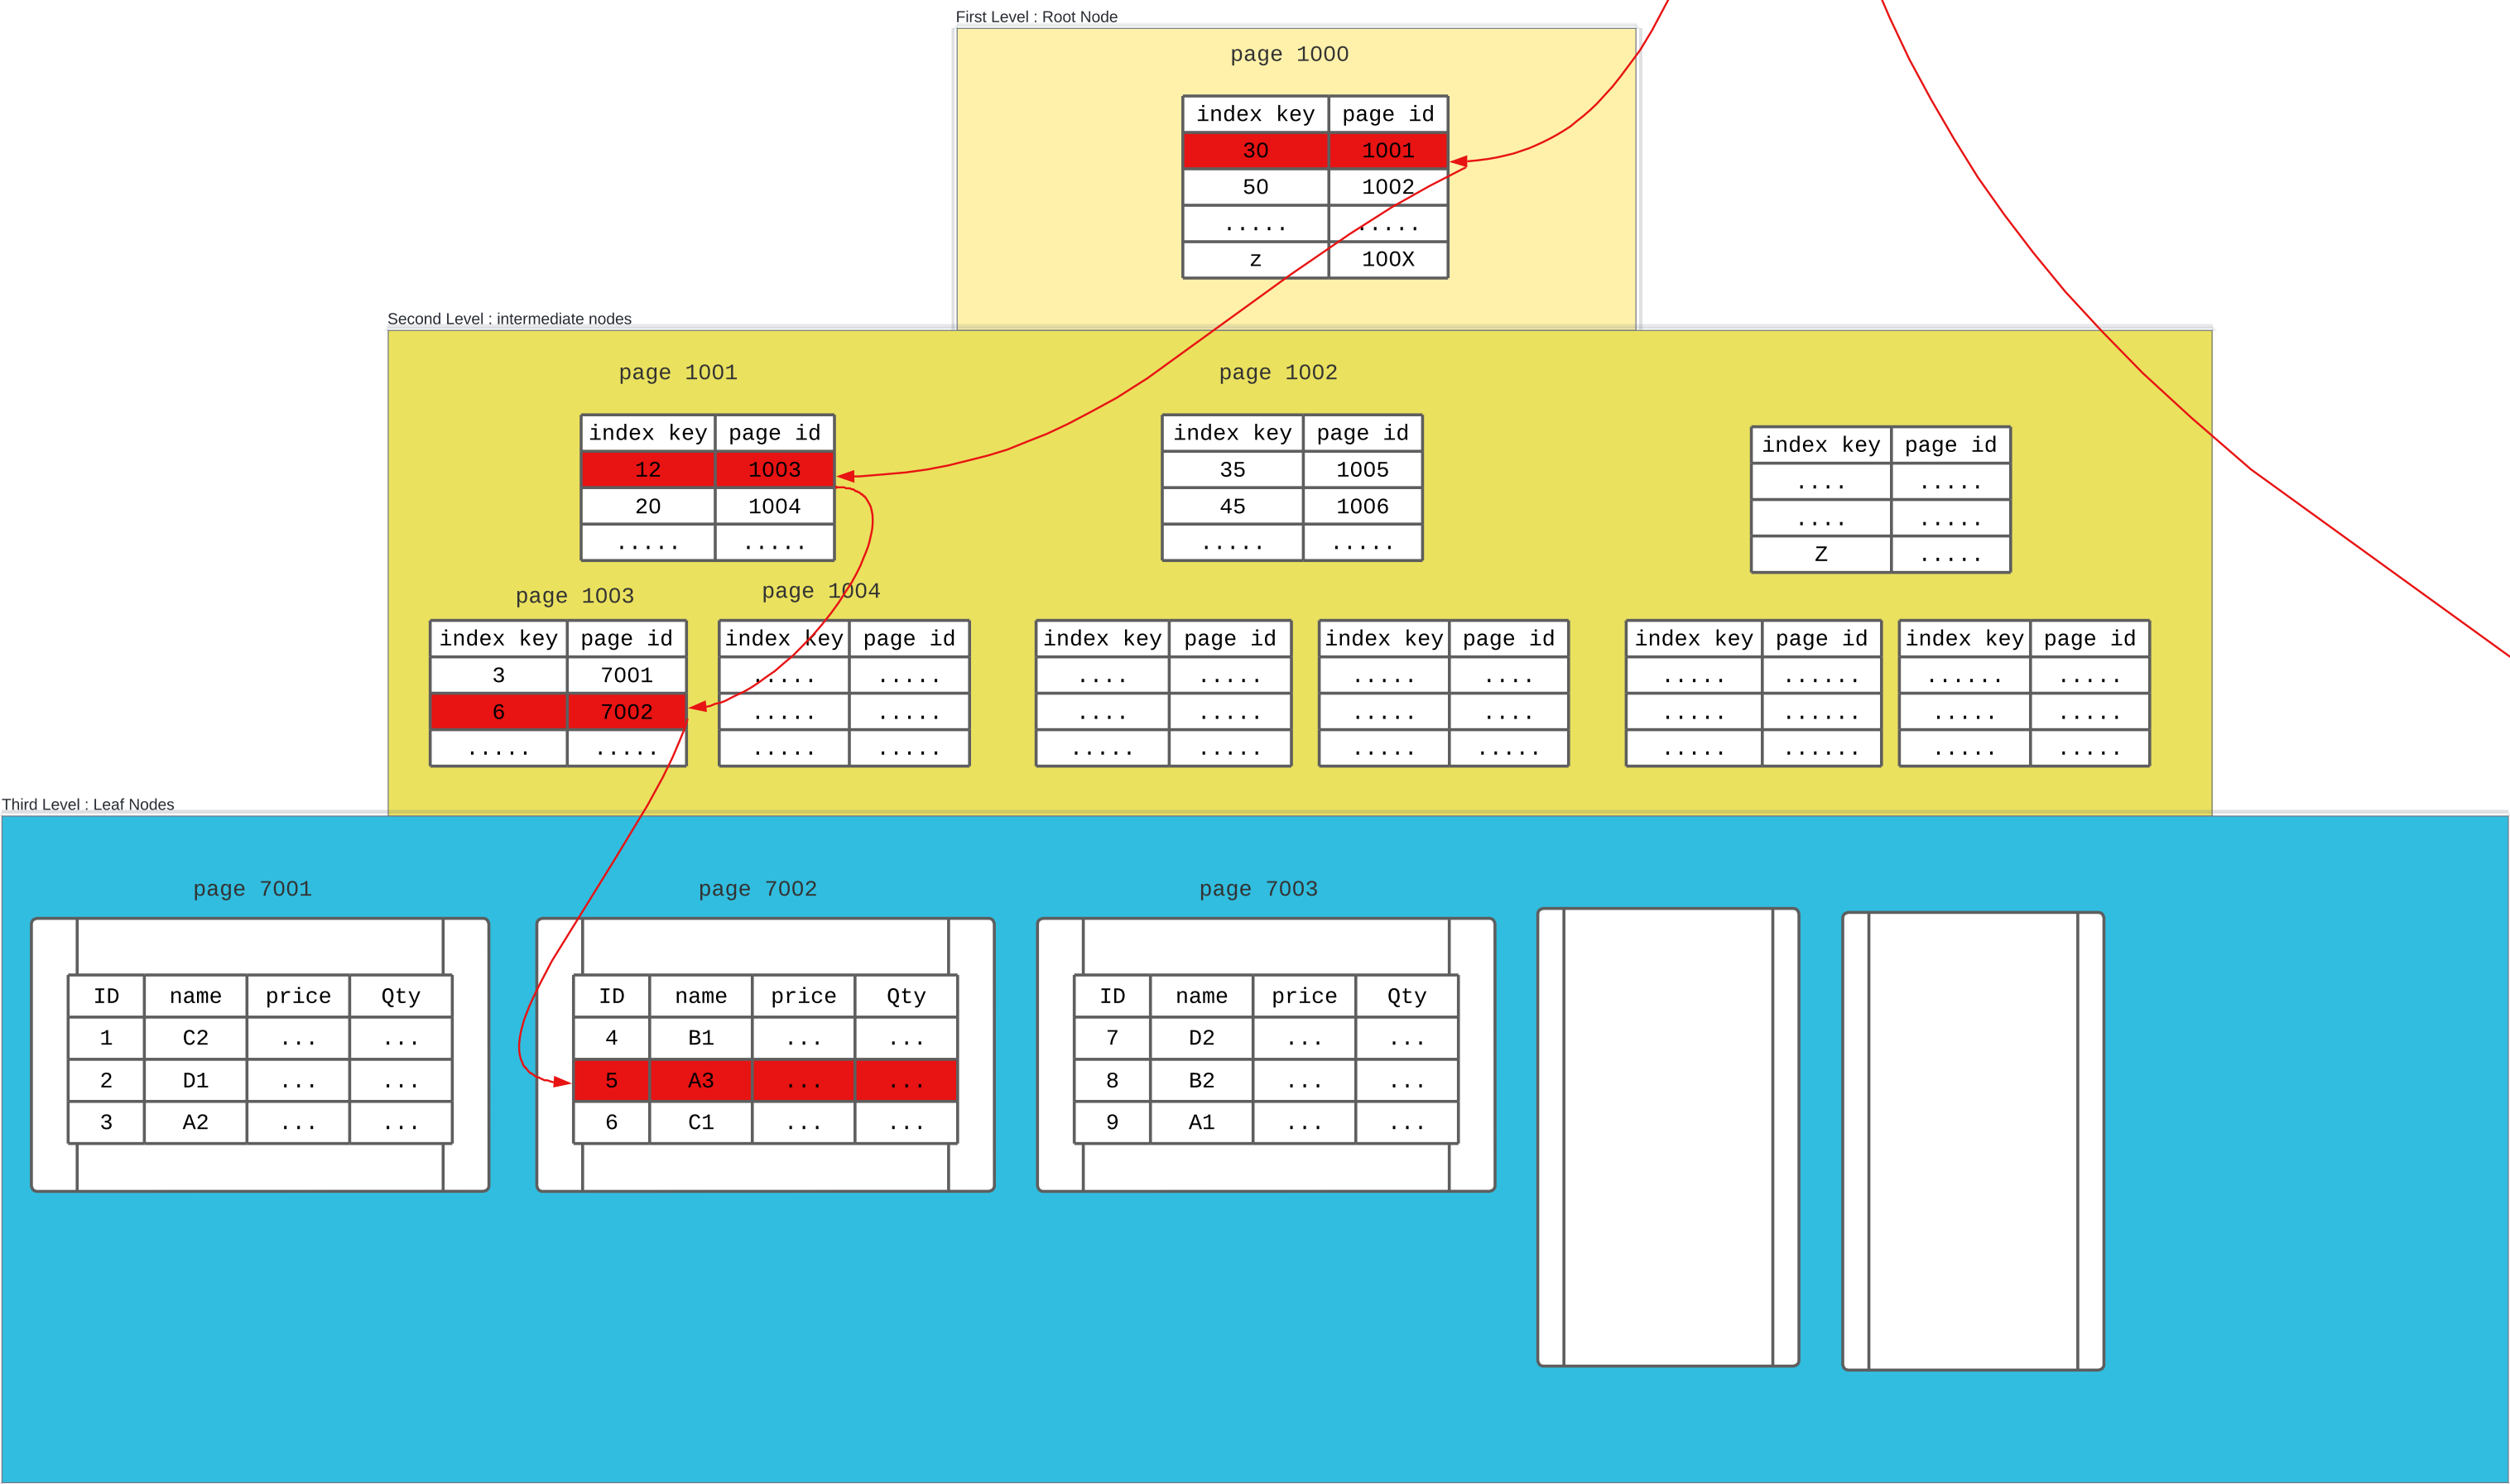 First Level : Root Node
page 1000
index key page id
30 1001
50 1002
..... .....
z 100X
Second Level : intermediate nodes
page 1001
index key page id
12 1003
20 1004
..... .....
page 1002
index key page id
35 1005
45 1006
..... .....
index key page id
.... .....
.... .....
Z .....
page 1003
index key page id
3 7001
6 7002
..... .....
page 1004
index key page id
..... .....
..... .....
..... .....
index key page id
.... .....
.... .....
..... .....
index key page id
..... ....
..... ....
..... .....
index key page id
..... ......
..... ......
..... ......
index key page id
...... .....
..... .....
..... .....
Third Level : Leaf Nodes
page 7001
ID name price Qty
1 C2 ... ...
2 D1 ... ...
3 A2 ... ...
page 7002
ID name price Qty
4 B1 ... ...
5 A3 ... ...
6 C1 ... ...
page 7003
ID name price Qty
7 D2 ... ...
8 B2 ... ...
9 A1 ... ...